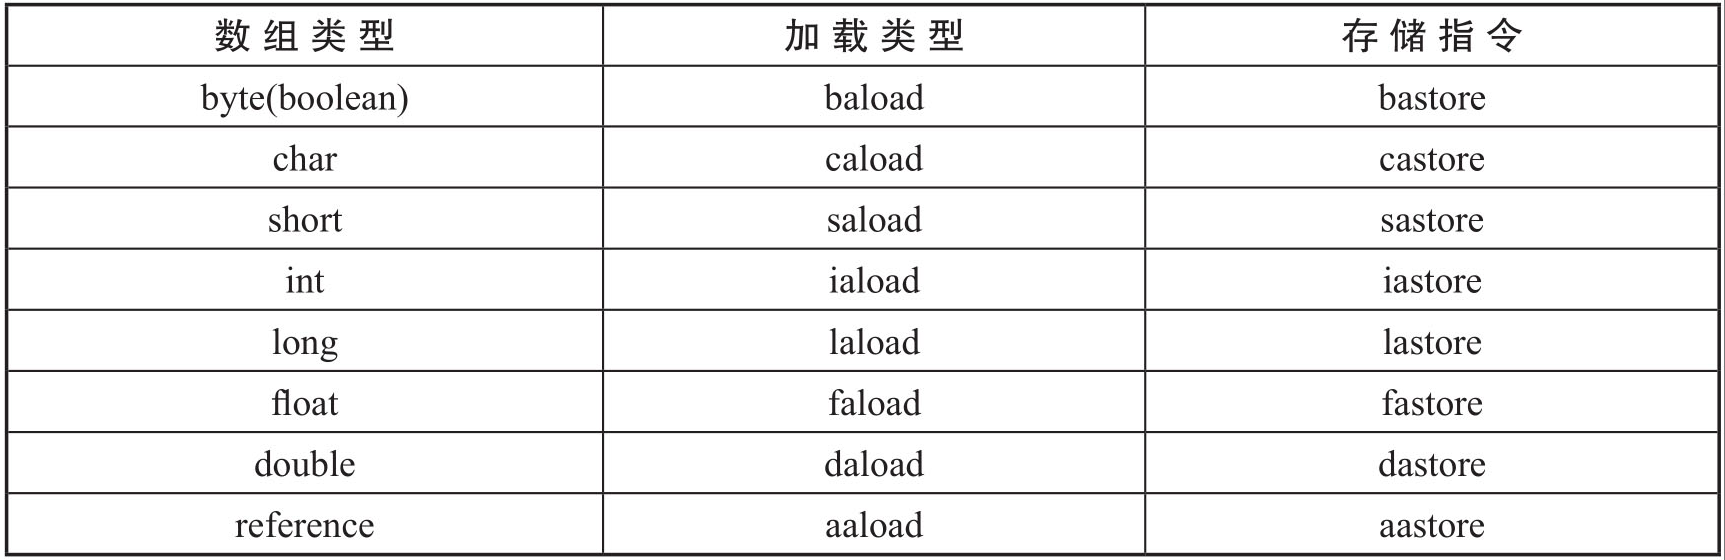 数组类型 加载类型 存储指令
byte(boolean) baload bastore
char caload castore
short saload sastore
int iaload iastore
long laload lastore
float faload fastore
double daload dastore
reference aaload aastore